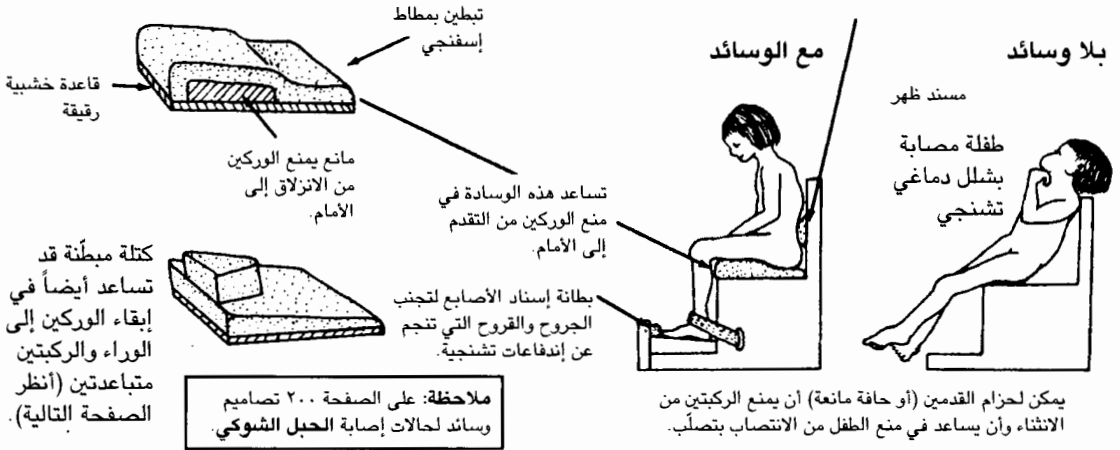 بلا وسائد
مسند ظهر
طفلة مصابة
بشلل دماغي
تشنجي
مع الوسائد
تبطين بمطاط
إسفنجي
قاعدة خشبية
رقيقة
مانع يمنع الوركين
من الانزلاق إلى
الأمام.
تساعد هذه الوسادة في
منع الوركين من التقدم
إلى الأمام.
بطانة إسناد الأصابع لتجنب
الجروح والقروح التي تنجم
عن إندفاعات تشنجية.
كتلة مبطّنة قد
تساعد أيضاً في
إبقاء الوركين إلى
الوراء والركبتين
متباعدتين (أنظر
الصفحة التالية).
يمكن لحزام القدمين (أو حافة مانعة) أن يمنع الركبتين من
الانثناء وأن يساعد في منع الطفل من الانتصاب بتصلّب.
ملاحظة: على الصفحة ٢٠٠ تصاميم
وسائد لحالات إصابة الحبل الشوكي.